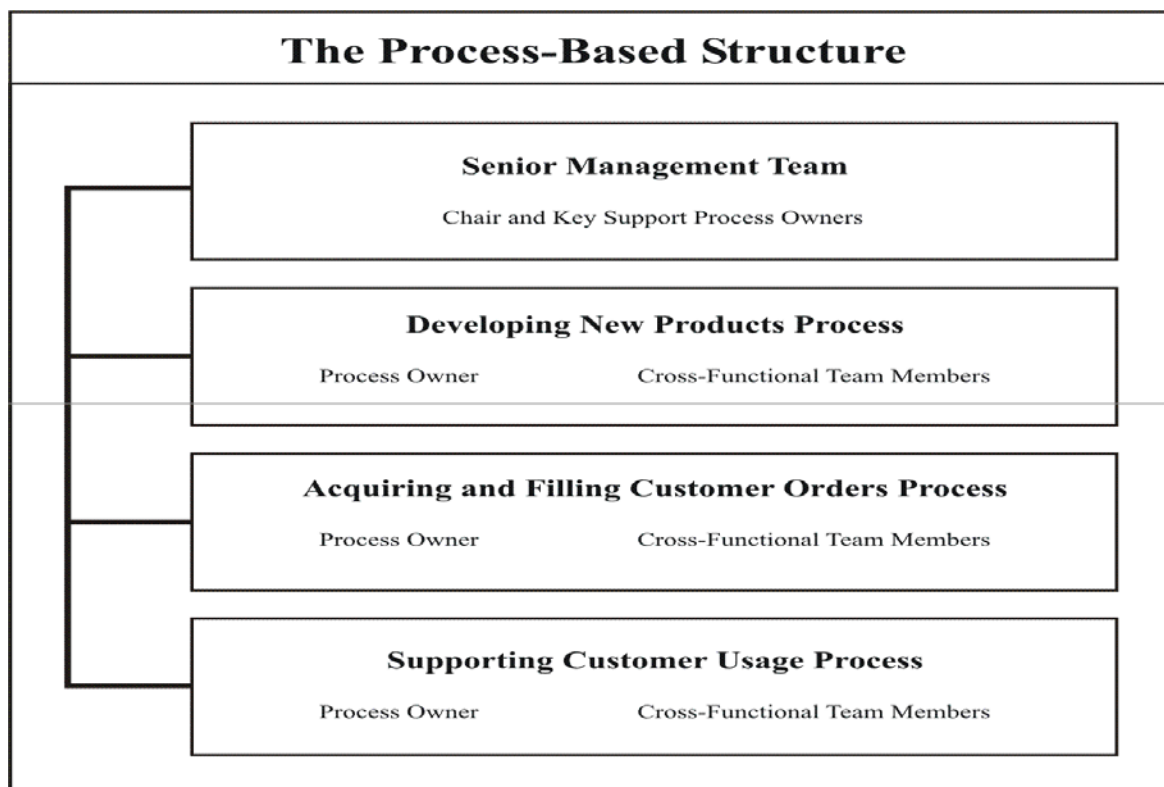 The Process-Based Structure
Senior Management Team
Chair and Key Support Process Owners
Developing New Products Process
Process Owner Cross-Functional Team Members
Acquiring and Filling Customer Orders Process
Process Owner Cross-Functional Team Members
Supporting Customer Usage Process
Process Owner Cross-Functional Team Members